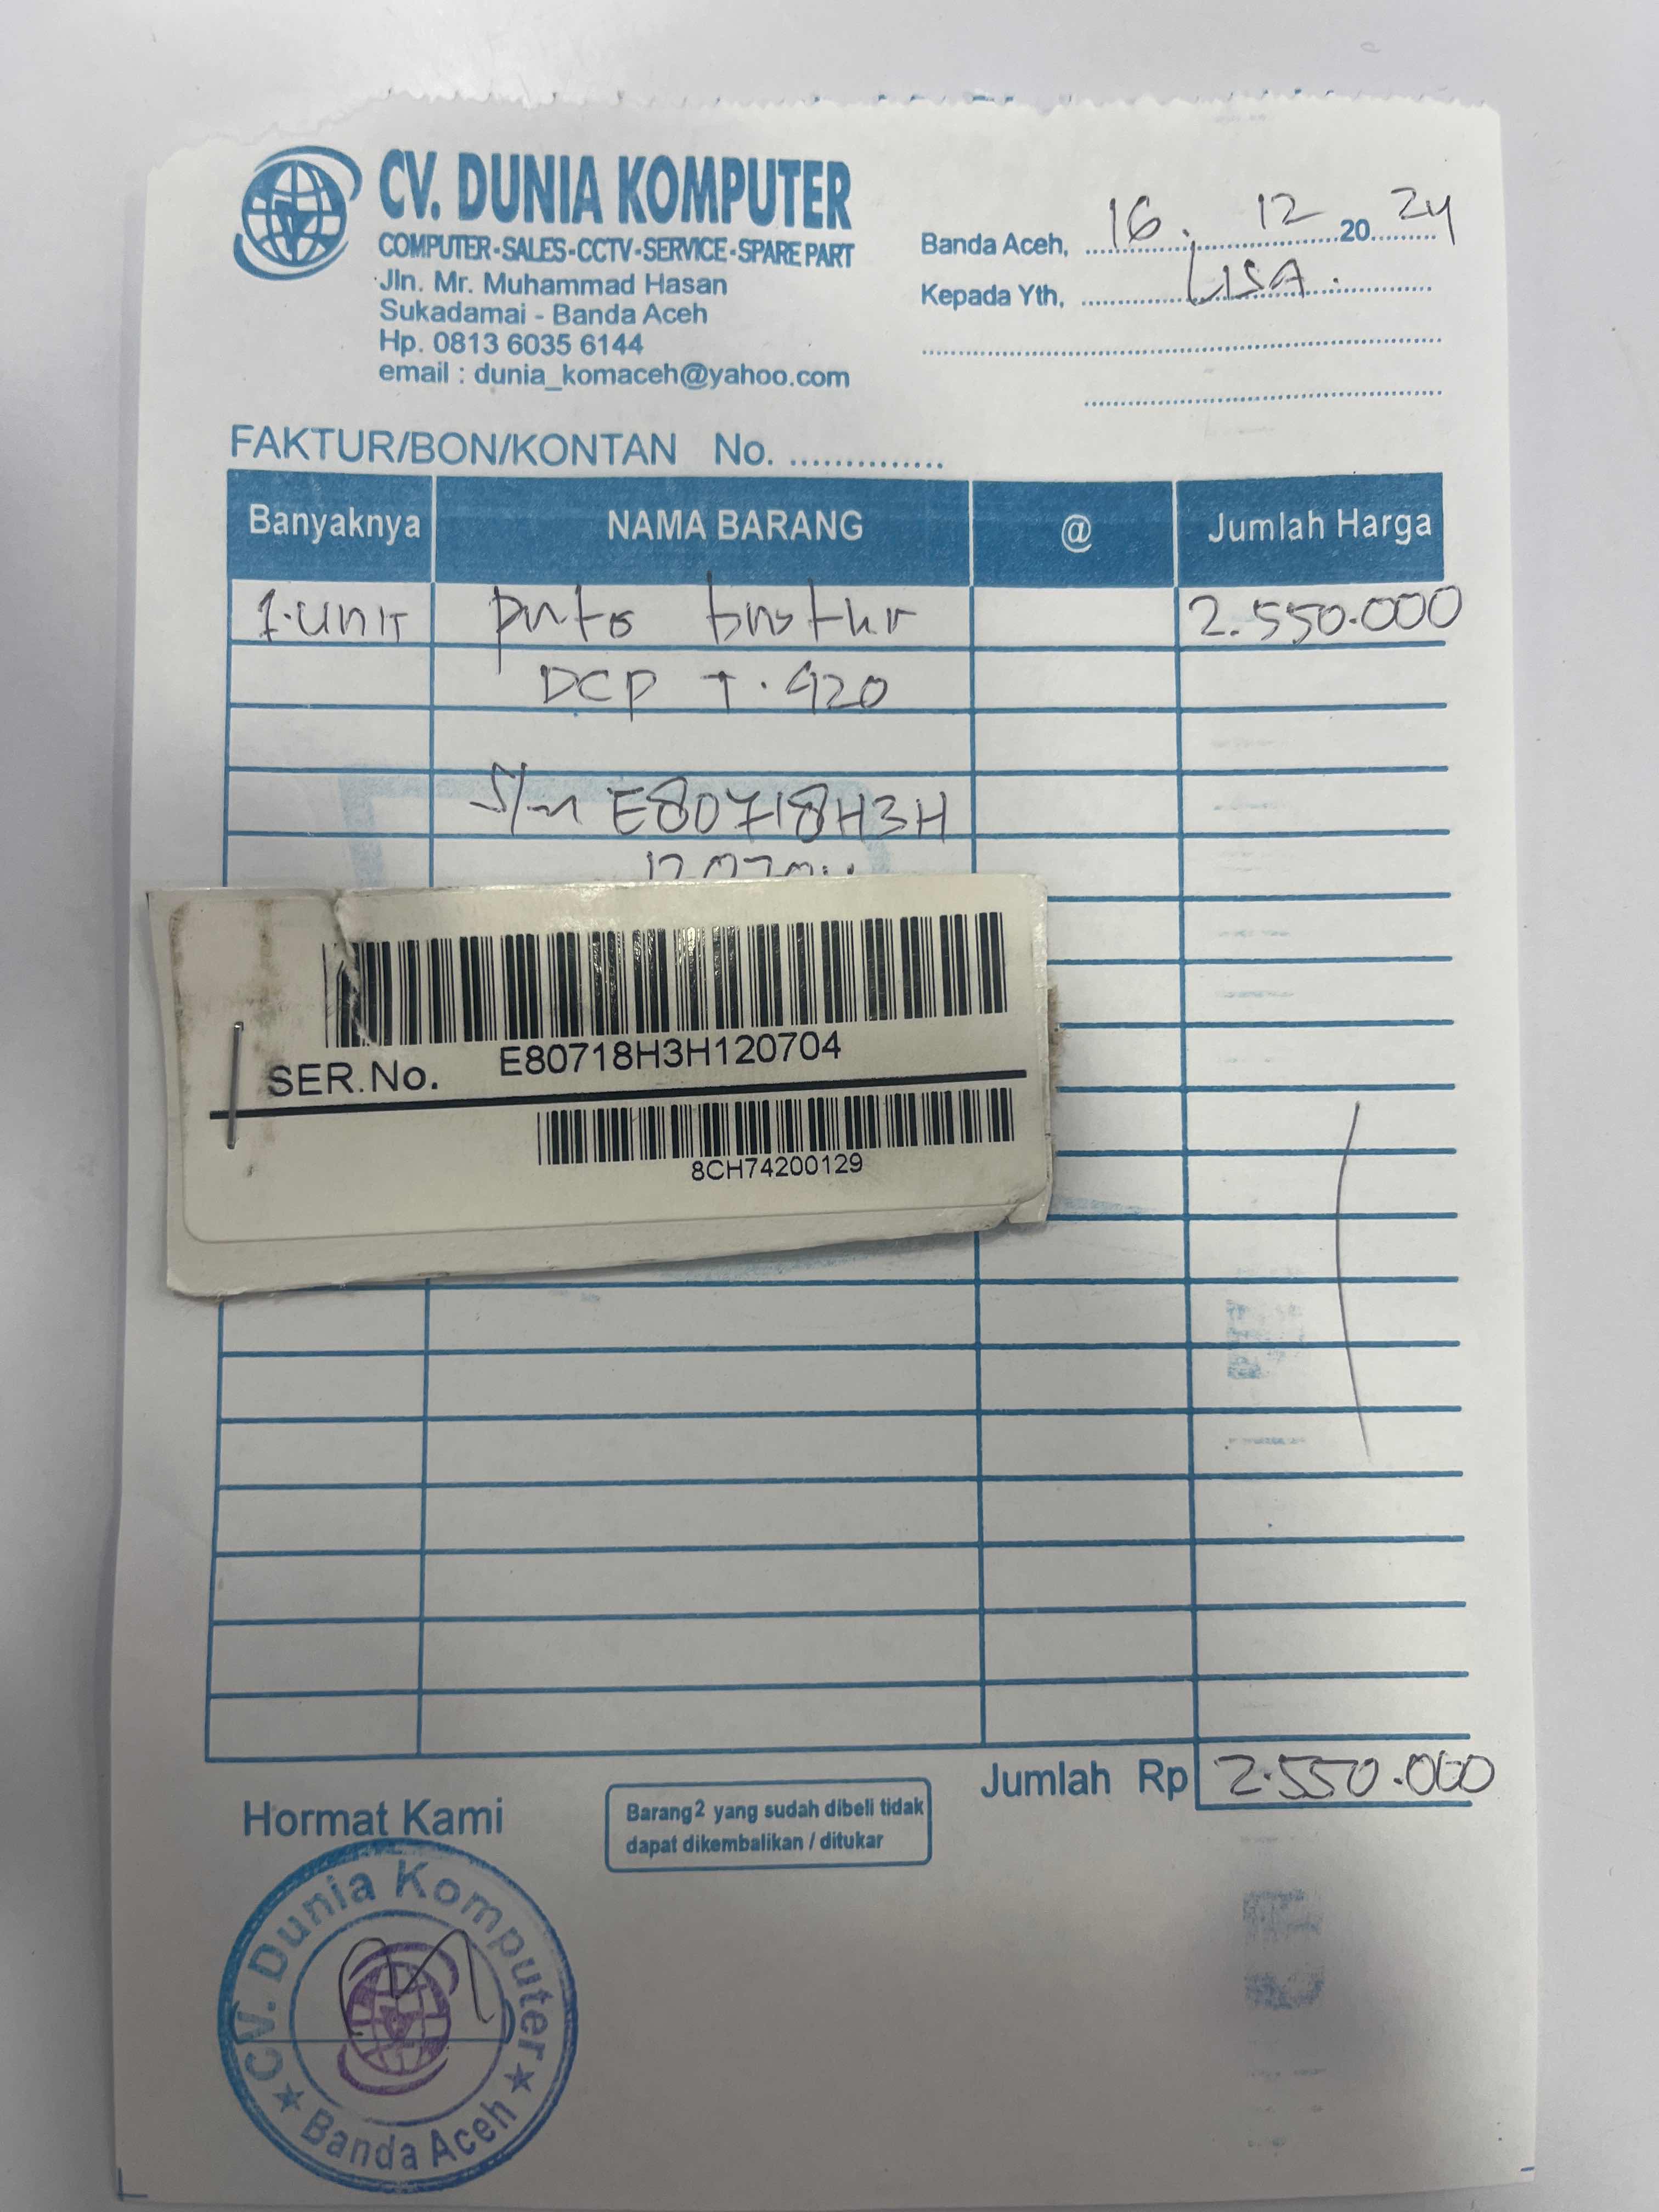 CV. DUNIA KOMPUTER
COMPUTER-SALES-CCTV-SERVICE-SPARE PART
Jln. Mr. Muhammad Hasan
Sukadamai - Banda Aceh
Hp. 0813 6035 6144
email : dunia_komaceh@yahoo.com
Banda Aceh, 16. 12 2024
Kepada Yth, LISA.
FAKTUR/BON/KONTAN No. ...............
Banyaknya NAMA BARANG @ Jumlah Harga
1.unit 2.550.000
DCP T.920
S/n E80718H3H
SER.No. E80718H3H120704
8CH74200129
Jumlah Rp 2.550.000
Hormat Kami
Barang2 yang sudah dibeli tidak
dapat dikembalikan / ditukar
CV. Dunia Komputer
Banda Aceh